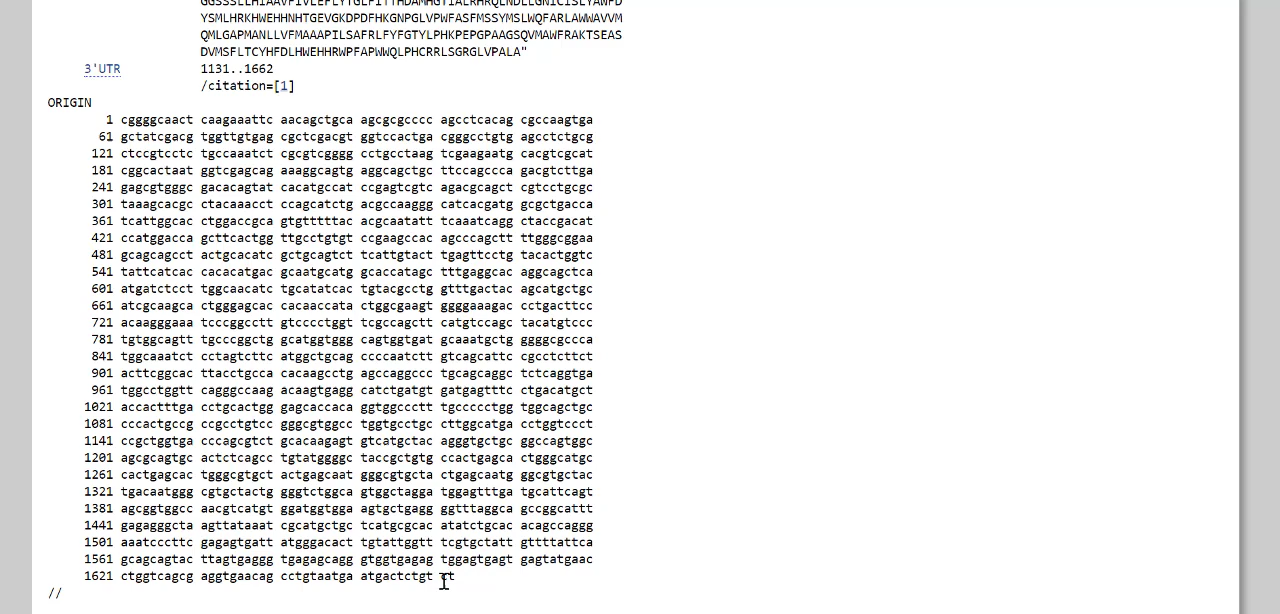 GGSSSLLHIAAVFIVLEFLYTGLFITTHDAMHGTIALRHRQLNDLLGNICISLYAWFD
YSMLHRKHWEHHNHTGEVGKDPDFHKGNPGLVPWFASFMSSYMSLWQFARLAWWAVVM
QMLGAPMANLLVFMAAAPILSAFRLFYFGTYLPHKPEPGPAAGSQVMAWFRAKTSEAS
DVMSFLTCYHFDLHWEHHRWPFAPWWQLPHCRRLSGRGLVPALA"
3'UTR 1131..1662
/citation=[1]
ORIGIN
1 cggggcaact caagaaattc aacagctgca agcgcgcccc agcctcacag cgccaagtga
61 gctatcgacg tggttgtgag cgctcgacgt ggtccactga cgggcctgtg agcctctgcg
121 ctccgtcctc tgccaaatct cgcgtcgggg cctgcctaag tcgaagaatg cacgtcgcat
181 cggcactaat ggtcgagcag aaaggcagtg aggcagctgc ttccagccca gacgtcttga
241 gagcgtgggc gacacagtat cacatgccat ccgagtcgtc agacgcagct cgtcctgcgc
301 taaagcacgc ctacaaacct ccagcatctg acgccaaggg catcacgatg gcgctgacca
361 tcattggcac ctggaccgca gtgtttttac acgcaatatt tcaaatcagg ctaccgacat
421 ccatggacca gcttcactgg ttgcctgtgt ccgaagccac agcccagctt ttgggcggaa
481 gcagcagcct actgcacatc gctgcagtct tcattgtact tgagttcctg tacactggtc
541 tattcatcac cacacatgac gcaatgcatg gcaccatagc tttgaggcac aggcagctca
601 atgatctcct tggcaacatc tgcatatcac tgtacgcctg gtttgactac agcatgctgc
661 atcgcaagca ctgggagcac cacaaccata ctggcgaagt ggggaaagac cctgacttcc
721 acaagggaaa tcccggcctt gtcccctggt tcgccagctt catgtccagc tacatgtccc
781 tgtggcagtt tgcccggctg gcatggtggg cagtggtgat gcaaatgctg ggggcgccca
841 tggcaaatct cctagtcttc atggctgcag ccccaatctt gtcagcattc cgcctcttct
901 acttcggcac ttacctgcca cacaagcctg agccaggccc tgcagcaggc tctcaggtga
961 tggcctggtt cagggccaag acaagtgagg catctgatgt gatgagtttc ctgacatgct
1021 accactttga cctgcactgg gagcaccaca ggtggccctt tgccccctgg tggcagctgc
1081 cccactgccg ccgcctgtcc gggcgtggcc tggtgcctgc cttggcatga cctggtccct
1141 ccgctggtga cccagcgtct gcacaagagt gtcatgctac agggtgctgc ggccagtggc
1201 agcgcagtgc actctcagcc tgtatggggc taccgctgtg ccactgagca ctgggcatgc
1261 cactgagcac tgggcgtgct actgagcaat gggcgtgcta ctgagcaatg ggcgtgctac
1321 tgacaatggg cgtgctactg gggtctggca gtggctagga tggagtttga tgcattcagt
1381 agcggtggcc aacgtcatgt ggatggtgga agtgctgagg ggtttaggca gccggcattt
1441 gagagggcta agttataaat cgcatgctgc tcatgcgcac atatctgcac acagccaggg
1501 aaatcccttc gagagtgatt atgggacact tgtattggtt tcgtgctatt gttttattca
1561 gcagcagtac ttagtgaggg tgagagcagg gtggtgagag tggagtgagt gagtatgaac
1621 ctggtcagcg aggtgaacag cctgtaatga atgactctgt
//